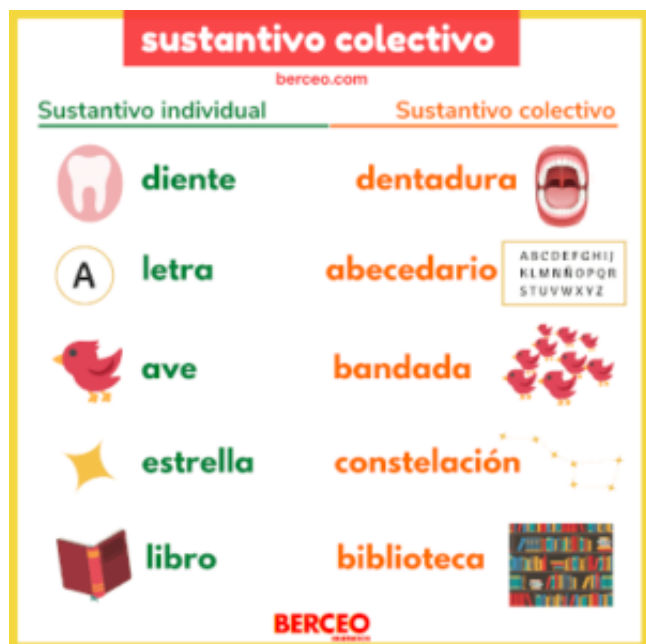 sustantivo colectivo
berceo.com
Sustantivo individual Sustantivo colectivo
diente dentadura
A letra abecedario ABCDEFGHIJ
KLMNÑOPQR
STUVWXYZ
ave bandada
estrella constelación
libro biblioteca
BERCEO